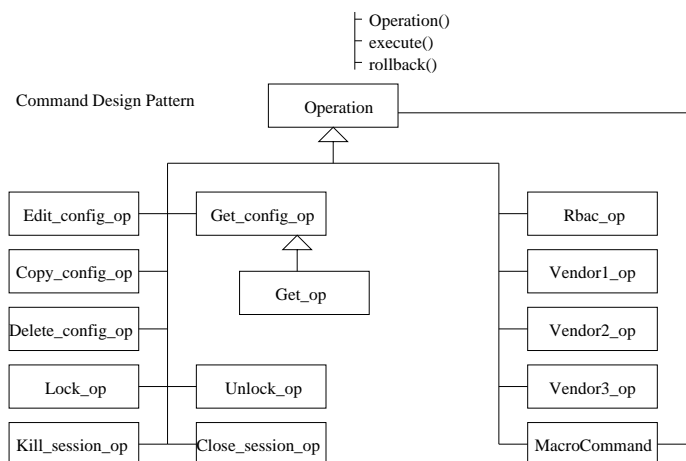 Operation()
execute()
rollback()
Command Design Pattern
Operation
Edit_config_op
Get_config_op
Rbac_op
Copy_config_op
Vendor1_op
Get_op
Delete_config_op
Vendor2_op
Lock_op
Unlock_op
Vendor3_op
Kill_session_op
Close_session_op
MacroCommand